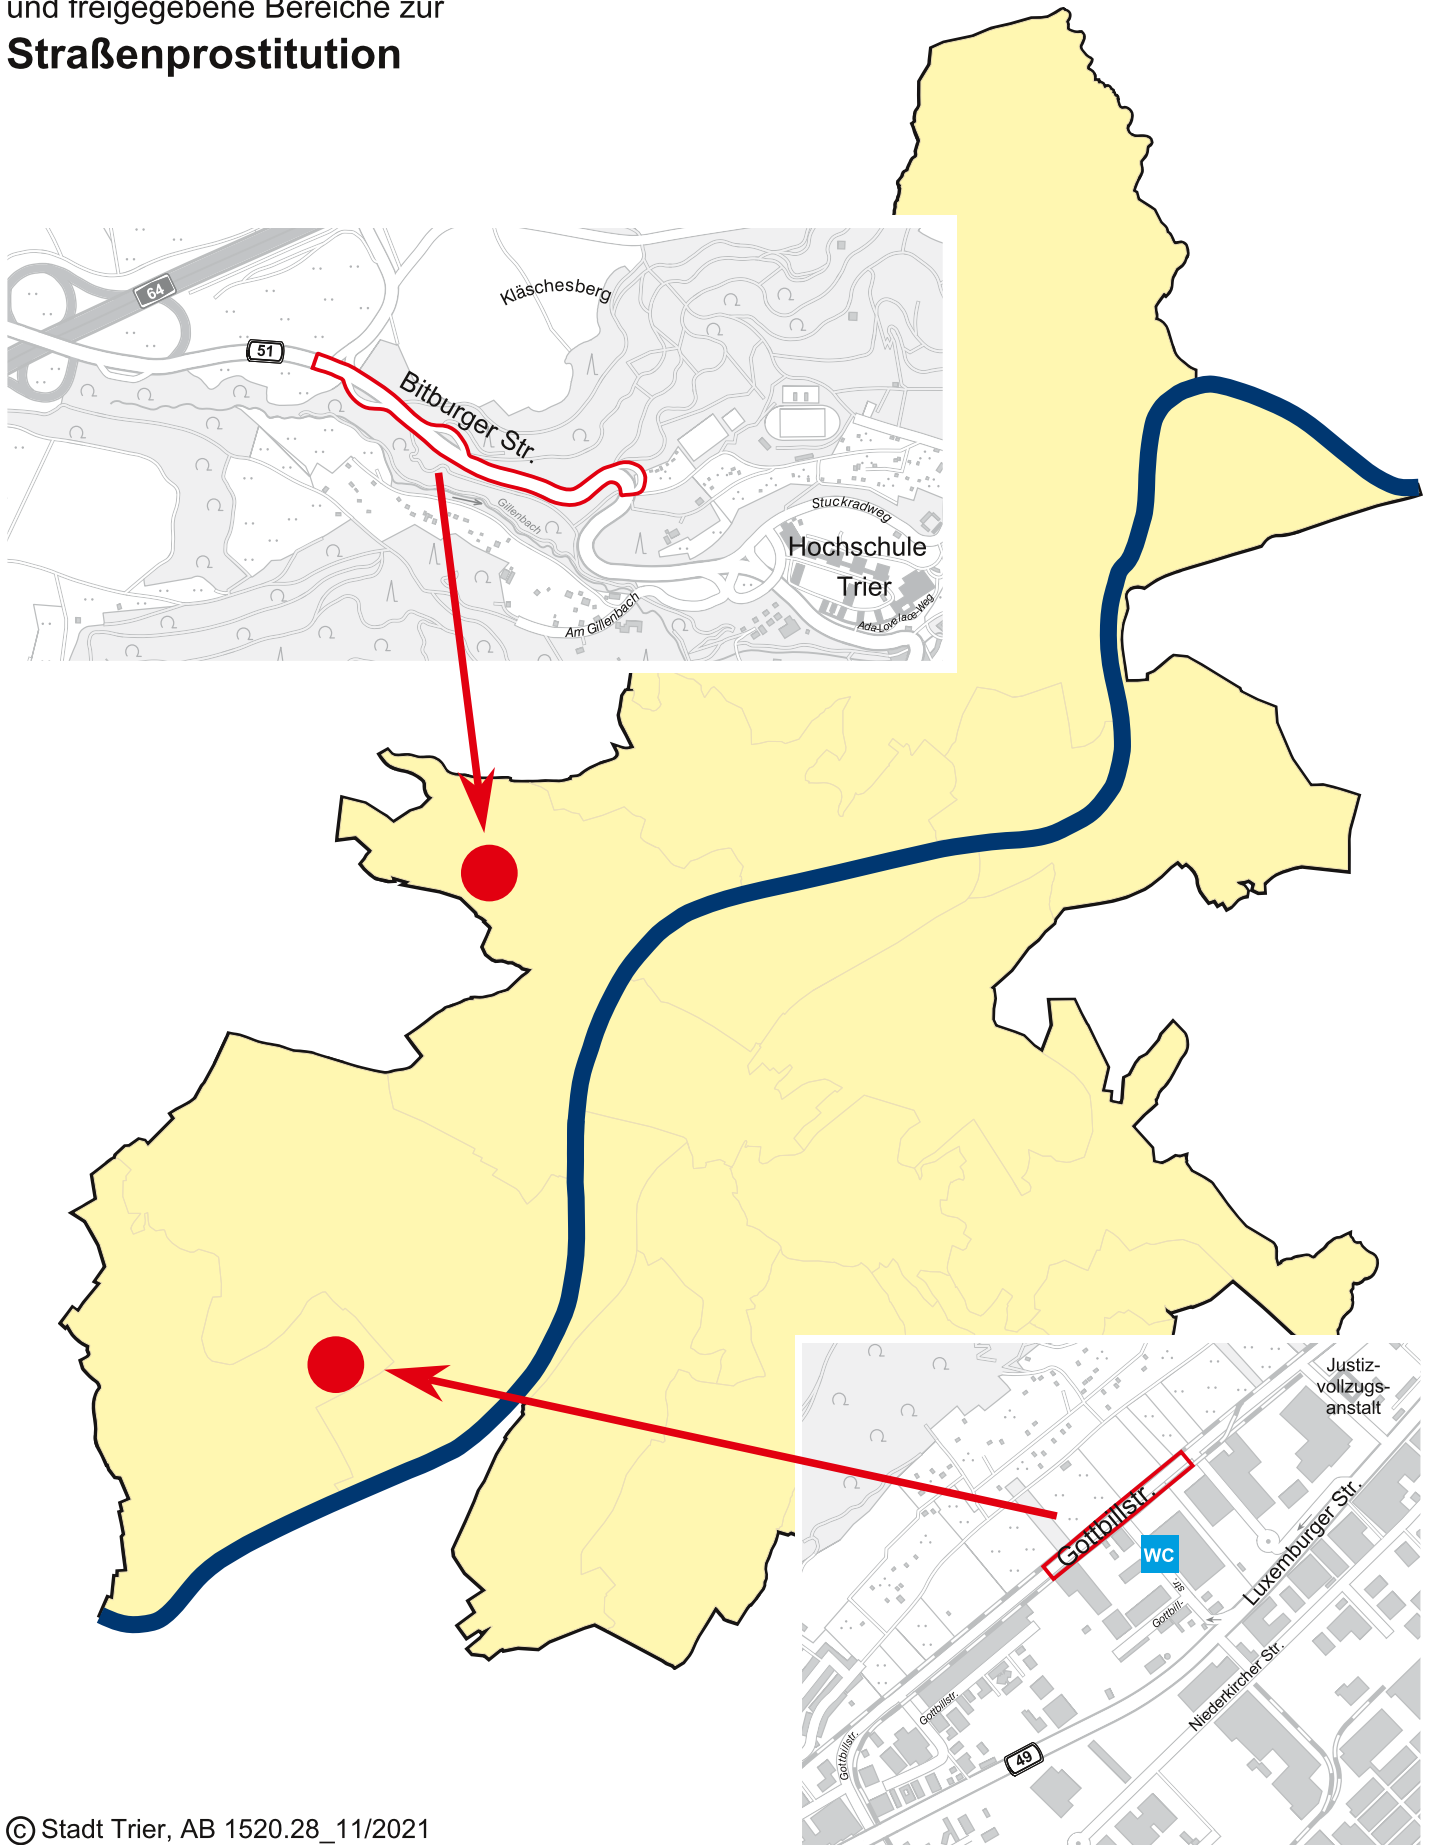 und freigegebene Bereiche zur
Straßenprostitution
64
51
Kläschesberg
Bitburger Str.
Gillenbach
Stuckradweg
Hochschule
Trier
Ada-Lovelace-Weg
Am Gillenbach
Justiz-
vollzugs-
anstalt
Gottbillstr.
WC
Luxemburger Str.
Gottbill-
str.
Niederkircher Str.
Gottbillstr.
Gottbillstr.
49
© Stadt Trier, AB 1520.28_11/2021